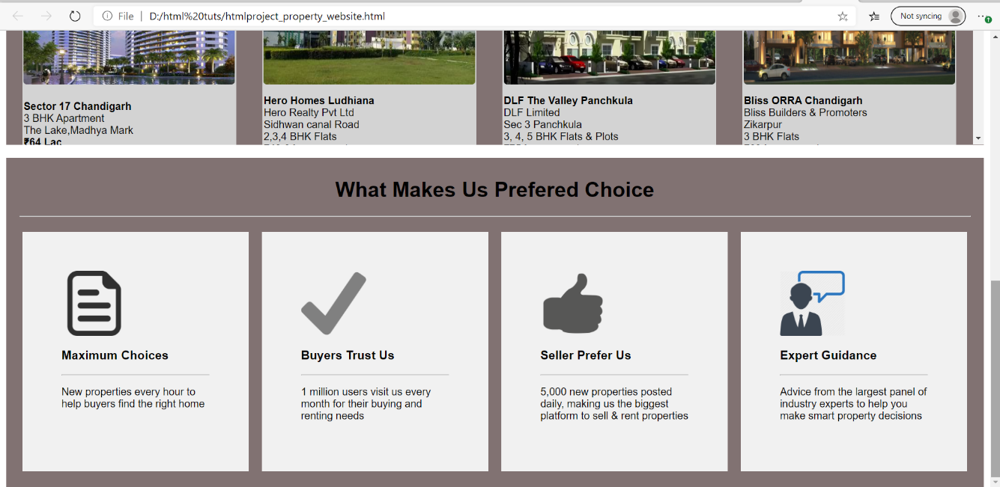 File
D:/html%20tuts/htmlproject_property_website.html
Not syncing
Sector 17 Chandigarh
3 BHK Apartment
The Lake,Madhya Mark
₹64 Lac
Hero Homes Ludhiana
Hero Realty Pvt Ltd
Sidhwan canal Road
2,3,4 BHK Flats
DLF The Valley Panchkula
DLF Limited
Sec 3 Panchkula
3, 4, 5 BHK Flats & Plots
Bliss ORRA Chandigarh
Bliss Builders & Promoters
Zikarpur
3 BHK Flats
What Makes Us Prefered Choice
Maximum Choices
New properties every hour to
help buyers find the right home
Buyers Trust Us
1 million users visit us every
month for their buying and
renting needs
Seller Prefer Us
5,000 new properties posted
daily, making us the biggest
platform to sell & rent properties
Expert Guidance
Advice from the largest panel of
industry experts to help you
make smart property decisions